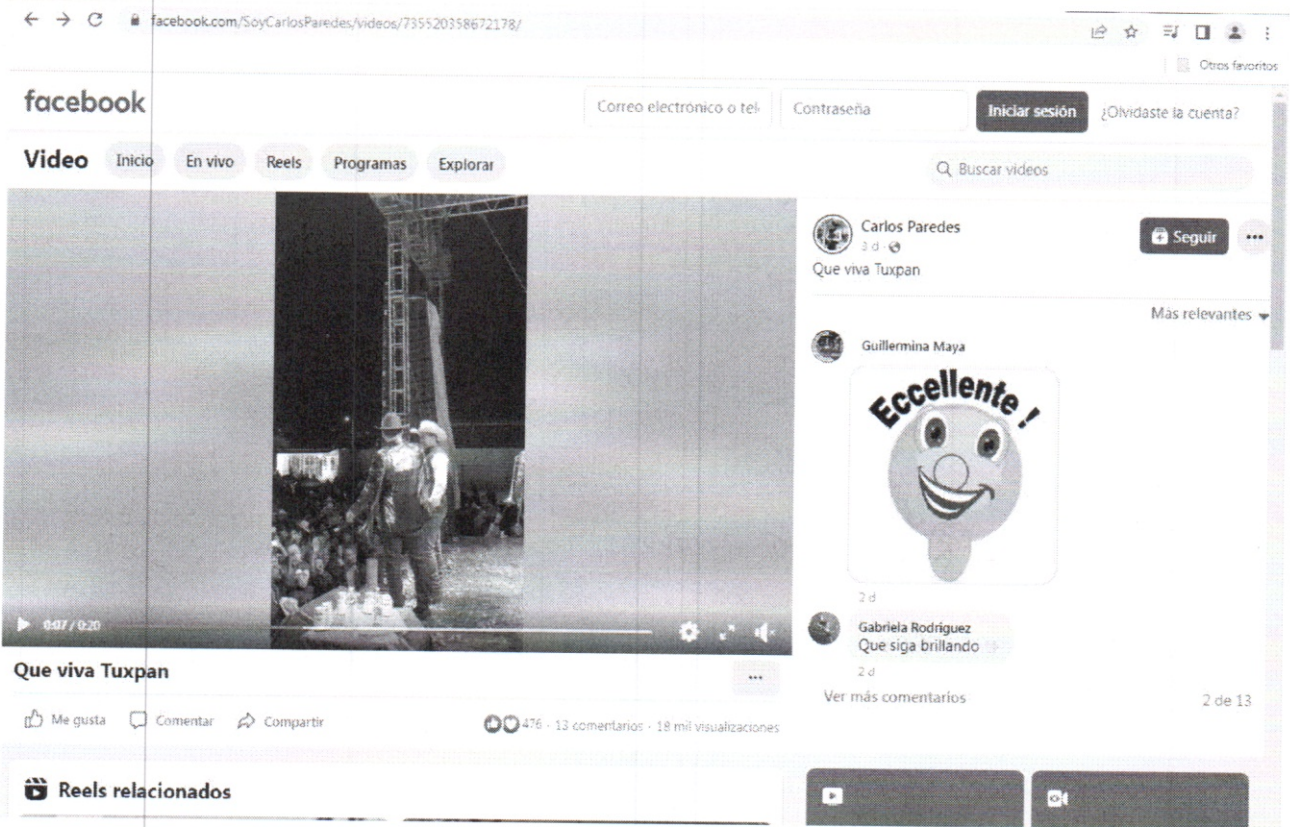 facebook.com/SoyCarlosParedes/videos/735520358672178/
Otros favoritos
facebook
Correo electrónico o tel
Contraseña
Iniciar sesión
¿Olvidaste la cuenta?
Video
Inicio
En vivo
Reels
Programas
Explorar
Buscar videos
Carlos Paredes
3 d
Seguir
Que viva Tuxpan
Más relevantes
Guillermina Maya
Eccellente !
2 d
Gabriela Rodriguez
Que siga brillando
2 d
Ver más comentarios
2 de 13
0:07 / 0:20
Que viva Tuxpan
Me gusta
Comentar
Compartir
476 · 13 comentarios · 18 mil visualizaciones
Reels relacionados